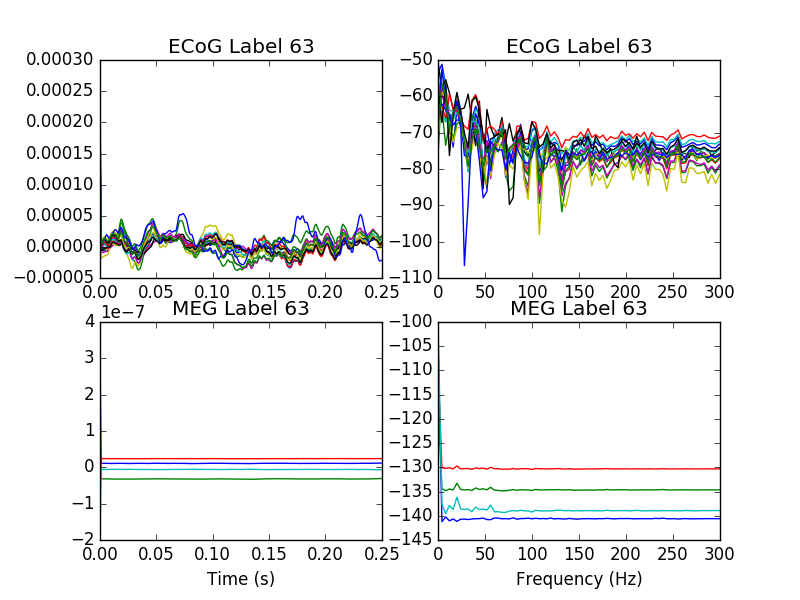 ECoG Label 63
0.00030
0.00025
0.00020
0.00015
0.00010
0.00005
0.00000
−0.00005
0.00 0.05 0.10 0.15 0.20 0.25
ECoG Label 63
−50
−60
−70
−80
−90
−100
−110
0 50 100 150 200 250 300
1e−7
MEG Label 63
4
3
2
1
0
−1
−2
0.00 0.05 0.10 0.15 0.20 0.25
Time (s)
MEG Label 63
−100
−105
−110
−115
−120
−125
−130
−135
−140
−145
0 50 100 150 200 250 300
Frequency (Hz)